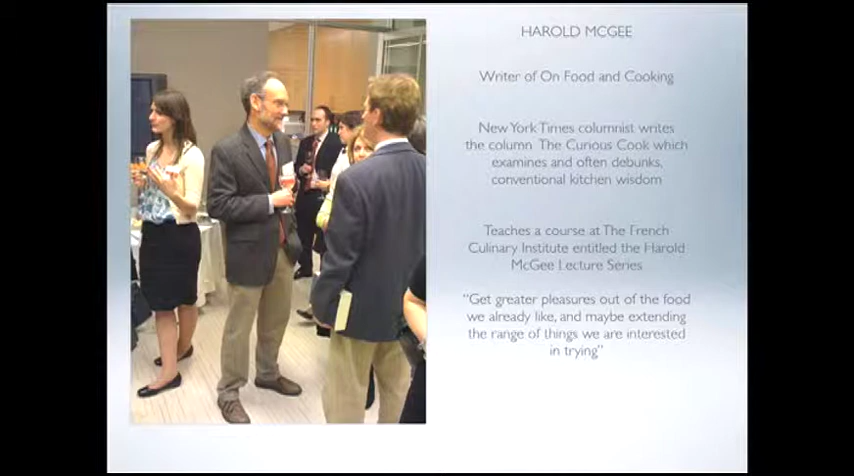 HAROLD MCGEE
Writer of On Food and Cooking
New York Times columnist writes
the column The Curious Cook which
examines and often debunks,
conventional kitchen wisdom
Teaches a course at The French
Culinary Institute entitled the Harold
McGee Lecture Series
"Get greater pleasures out of the food
we already like, and maybe extending
the range of things we are interested
in trying"